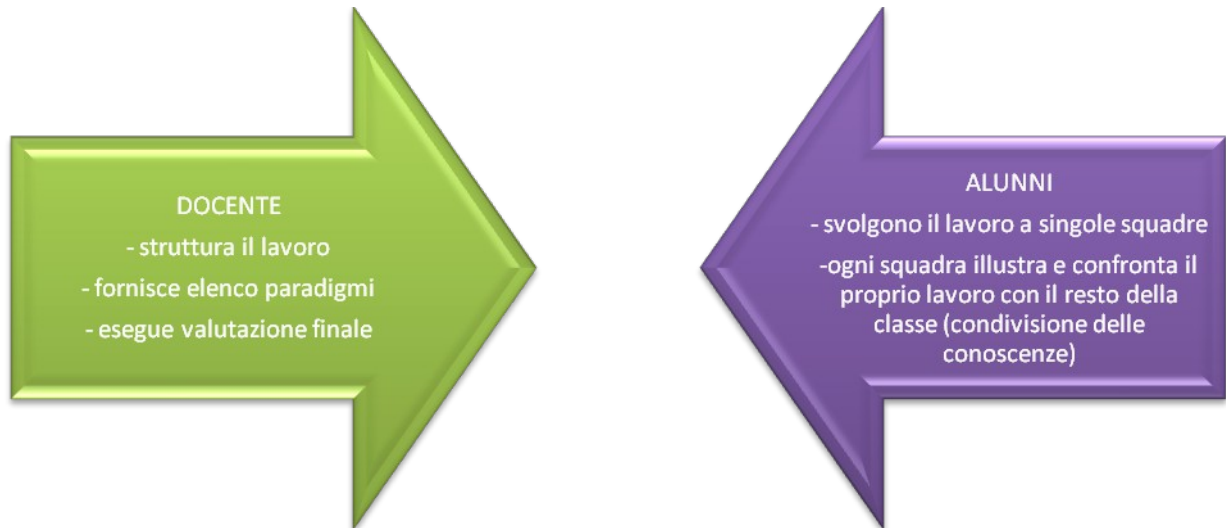 DOCENTE
- struttura il lavoro
- fornisce elenco paradigmi
- esegue valutazione finale
ALUNNI
- svolgono il lavoro a singole squadre
-ogni squadra illustra e confronta il
proprio lavoro con il resto della
classe (condivisione delle
conoscenze)